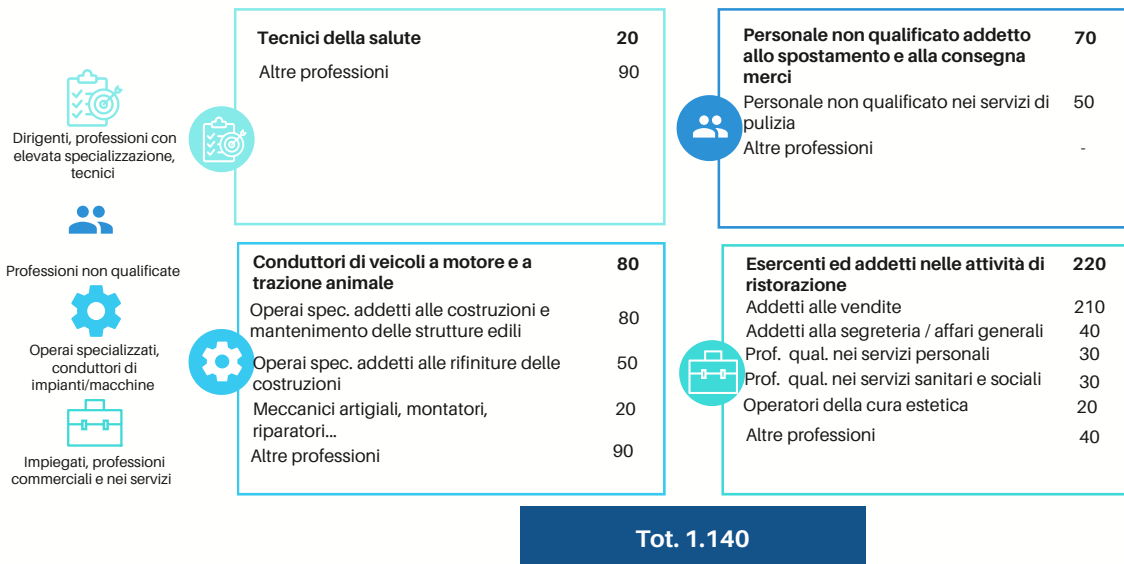 Dirigenti, professioni con
elevata specializzazione,
tecnici
Professioni non qualificate
Operai specializzati,
conduttori di
impianti/macchine
Impiegati, professioni
commerciali e nei servizi
Tecnici della salute 20
Altre professioni 90
Personale non qualificato addetto 70
allo spostamento e alla consegna
merci
Personale non qualificato nei servizi di 50
pulizia
Altre professioni -
Conduttori di veicoli a motore e a 80
trazione animale
Operai spec. addetti alle costruzioni e 80
mantenimento delle strutture edili
Operai spec. addetti alle rifiniture delle 50
costruzioni
Meccanici artigiali, montatori, 20
riparatori...
Altre professioni 90
Esercenti ed addetti nelle attività di 220
ristorazione
Addetti alle vendite 210
Addetti alla segreteria / affari generali 40
Prof. qual. nei servizi personali 30
Prof. qual. nei servizi sanitari e sociali 30
Operatori della cura estetica 20
Altre professioni 40
Tot. 1.140